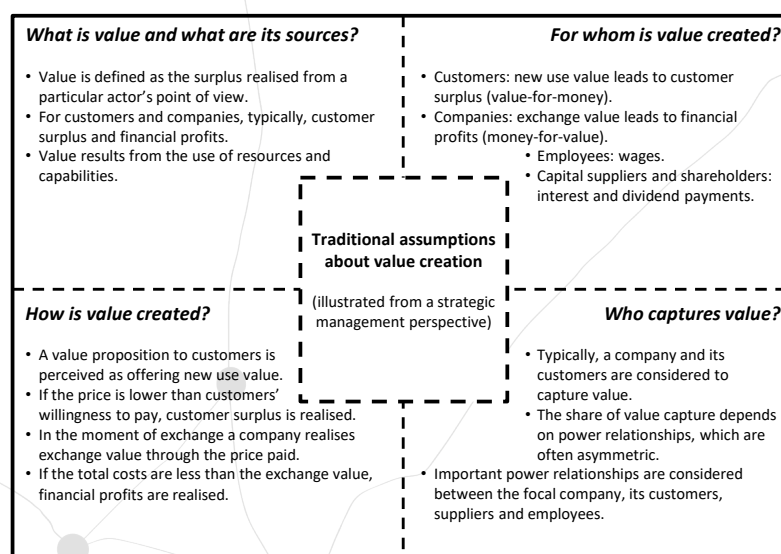 What is value and what are its sources?
• Value is defined as the surplus realised from a
particular actor's point of view.
• For customers and companies, typically, customer
surplus and financial profits.
• Value results from the use of resources and
capabilities.
For whom is value created?
• Customers: new use value leads to customer
surplus (value-for-money).
• Companies: exchange value leads to financial
profits (money-for-value).
• Employees: wages.
• Capital suppliers and shareholders:
interest and dividend payments.
Traditional assumptions
about value creation
(illustrated from a strategic
management perspective)
How is value created?
• A value proposition to customers is
perceived as offering new use value.
• If the price is lower than customers'
willingness to pay, customer surplus is realised.
• In the moment of exchange a company realises
exchange value through the price paid.
• If the total costs are less than the exchange value,
financial profits are realised.
Who captures value?
• Typically, a company and its
customers are considered to
capture value.
• The share of value capture depends
on power relationships, which are
often asymmetric.
• Important power relationships are considered
between the focal company, its customers,
suppliers and employees.